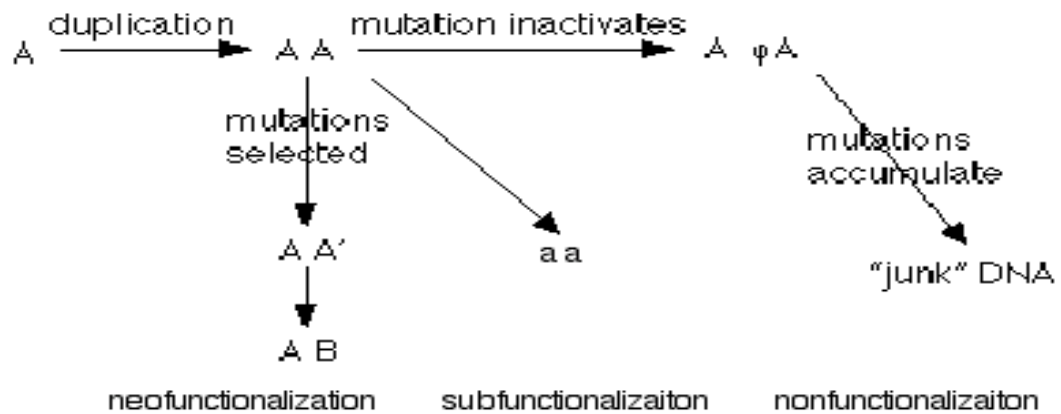 duplication
mutation inactivates
A
A A
A φA
mutations
selected
mutations
accumulate
A A'
a a
"junk" DNA
A B
neofunctionalization
subfunctionalizaiton
nonfunctionalizaiton